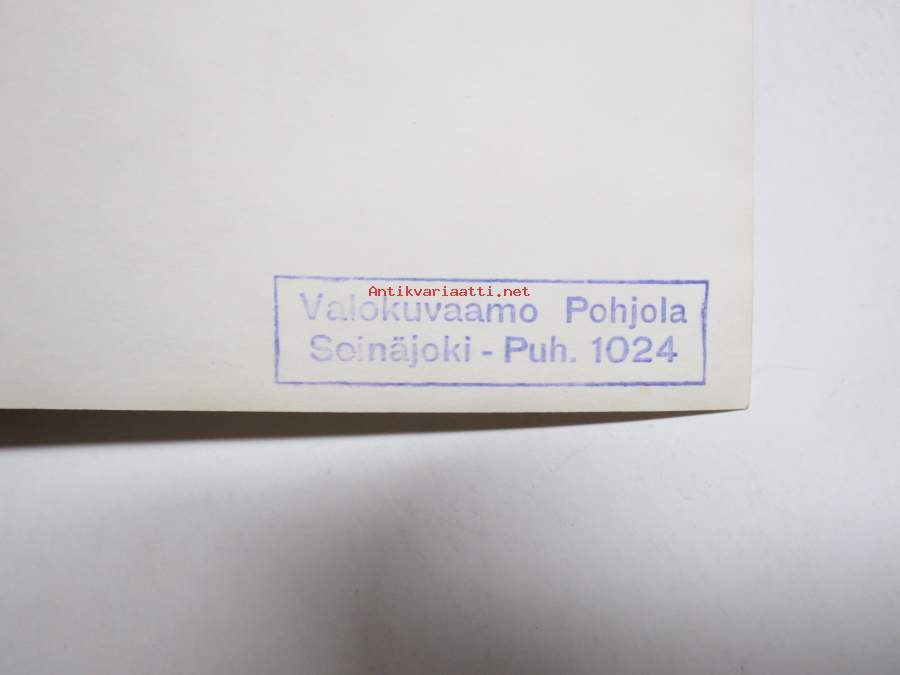 Antikvariaatti.net
Valokuvaamo Pohjola
Seinäjoki - Puh. 1024